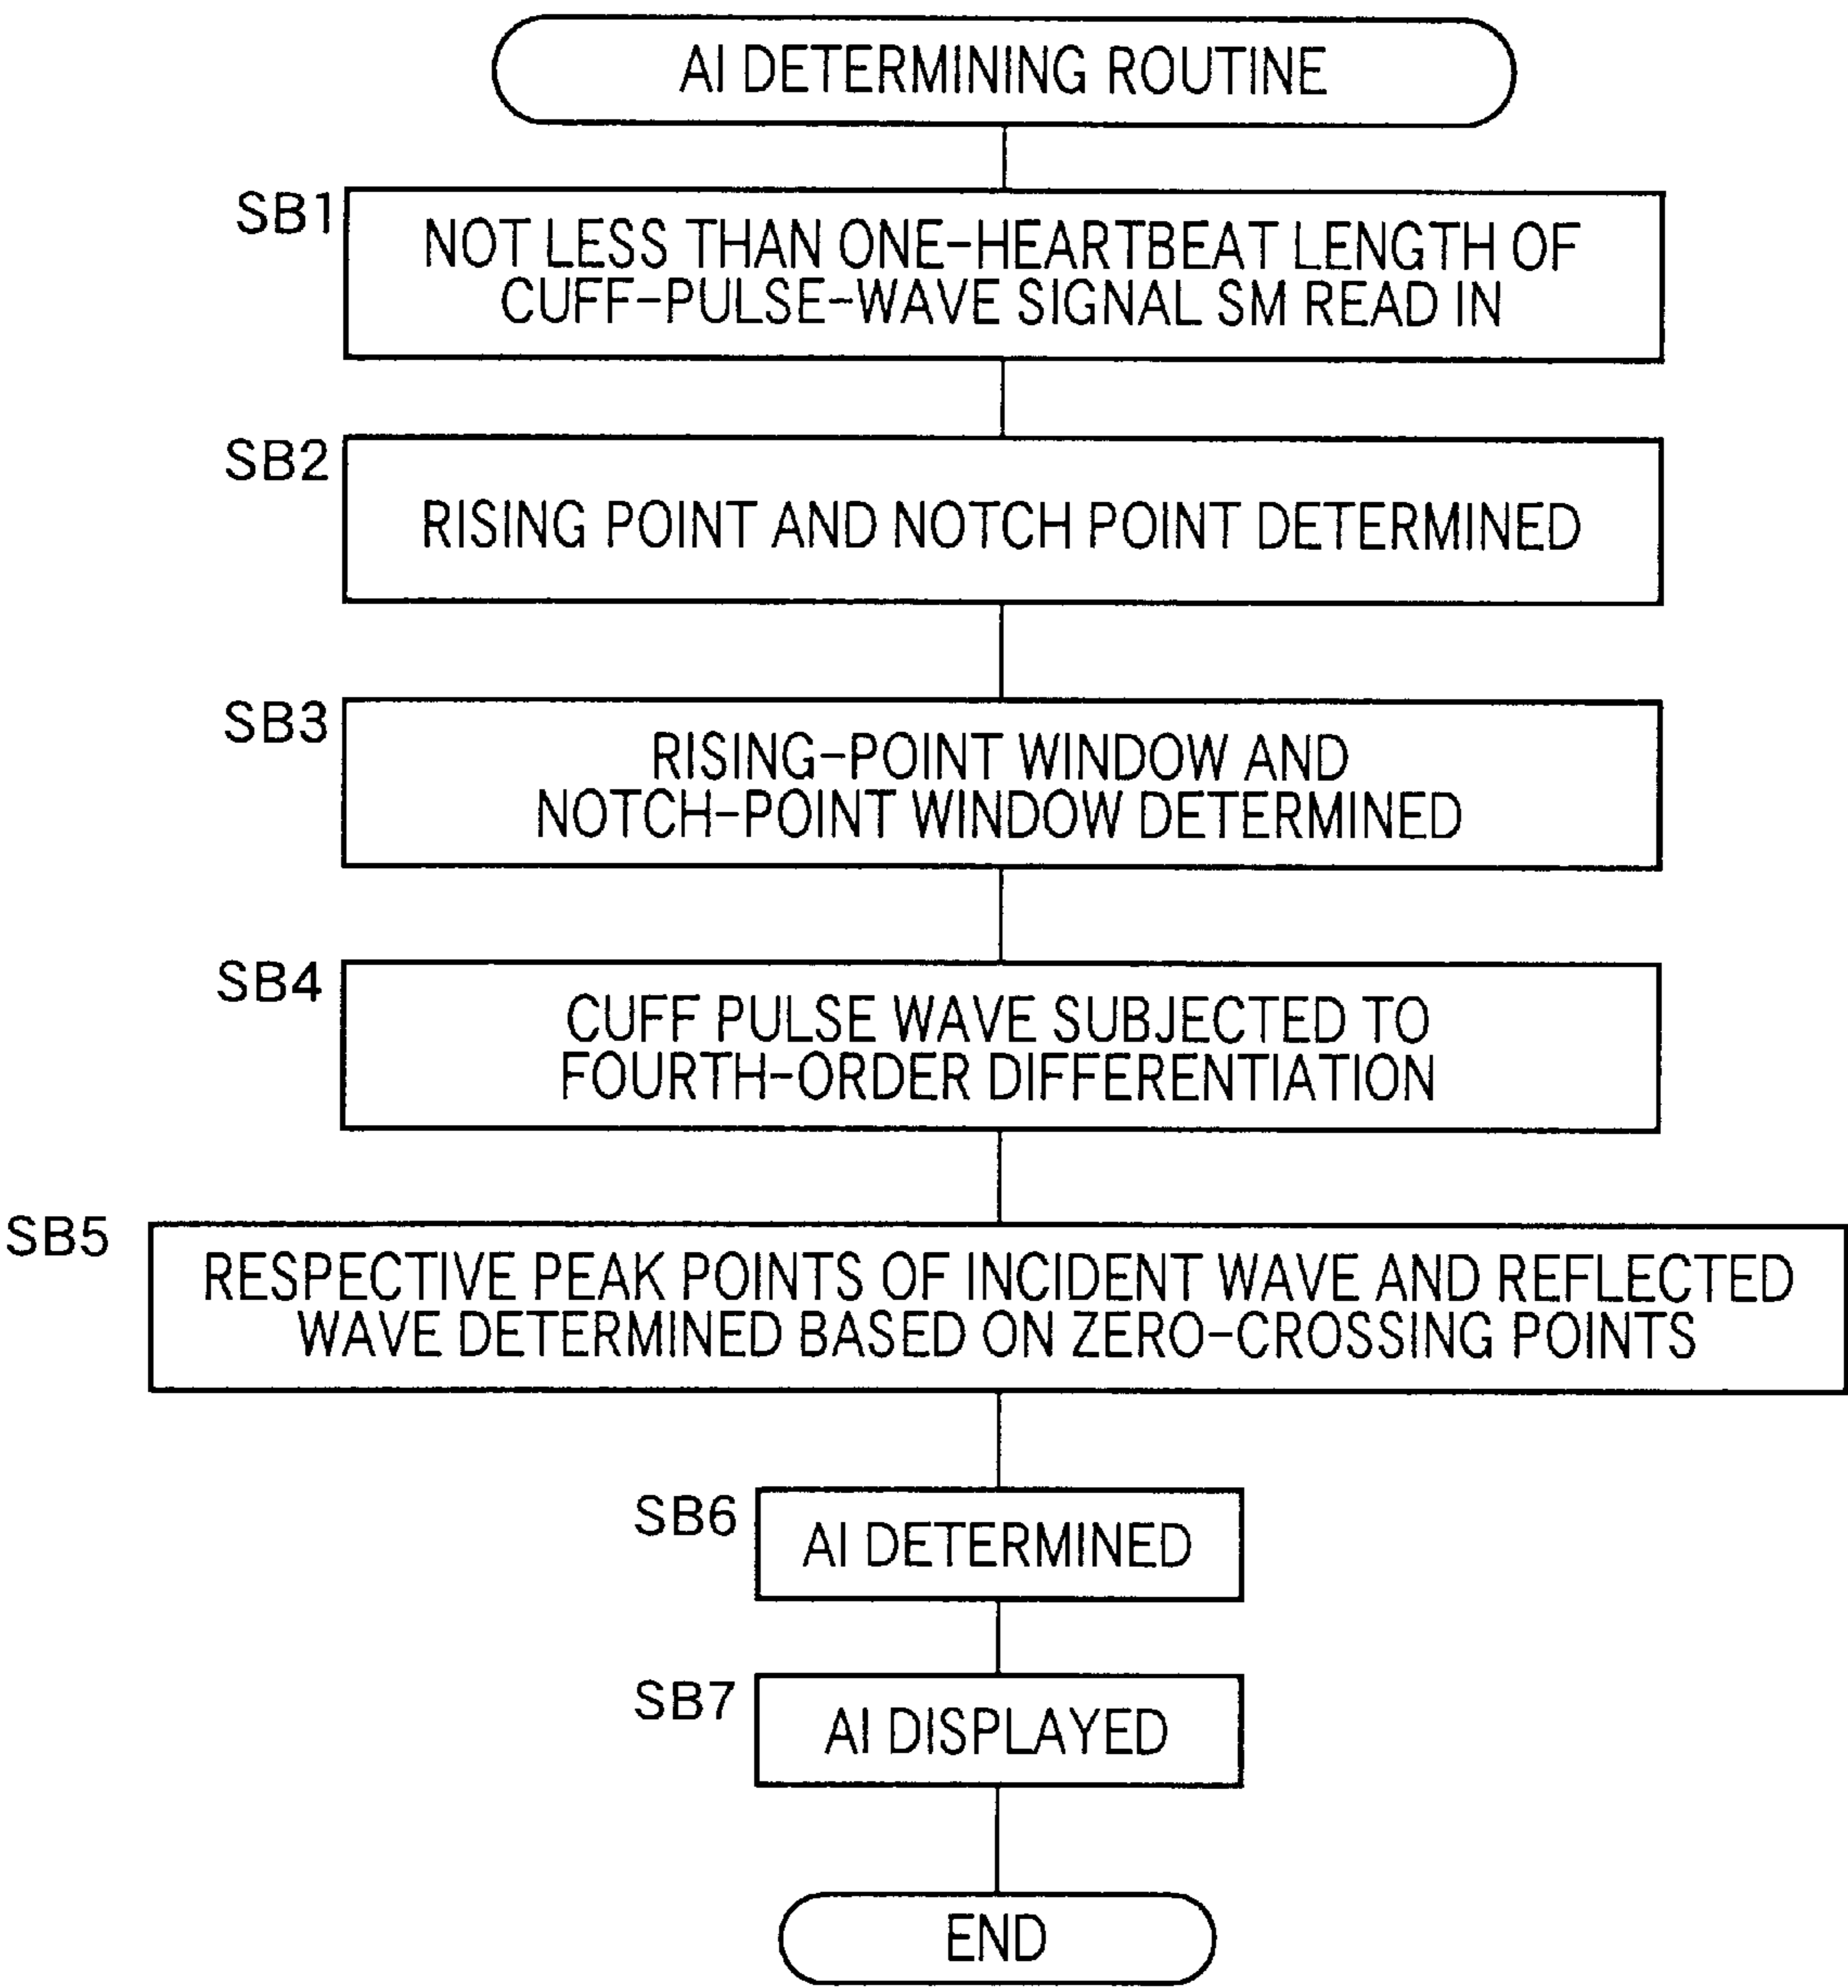 AI DETERMINING ROUTINE
SB1
NOT LESS THAN ONE-HEARTBEAT LENGTH OF
CUFF-PULSE-WAVE SIGNAL SM READ IN
SB2
RISING POINT AND NOTCH POINT DETERMINED
SB3
RISING-POINT WINDOW AND
NOTCH-POINT WINDOW DETERMINED
SB4
CUFF PULSE WAVE SUBJECTED TO
FOURTH-ORDER DIFFERENTIATION
SB5
RESPECTIVE PEAK POINTS OF INCIDENT WAVE AND REFLECTED
WAVE DETERMINED BASED ON ZERO-CROSSING POINTS
SB6
AI DETERMINED
SB7
AI DISPLAYED
END